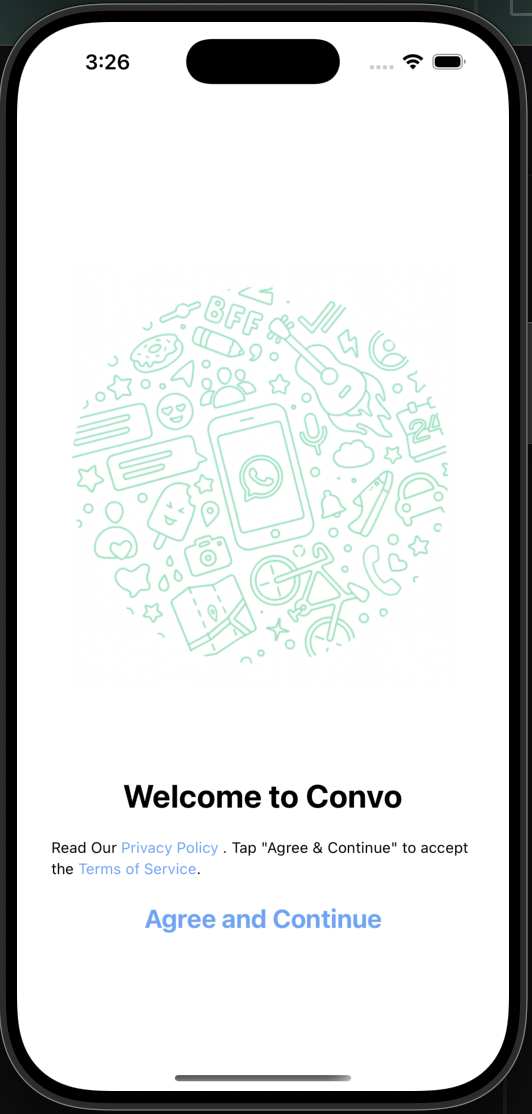 3:26
BFF
24
Welcome to Convo
Read Our Privacy Policy . Tap "Agree & Continue" to accept
the Terms of Service.
Agree and Continue